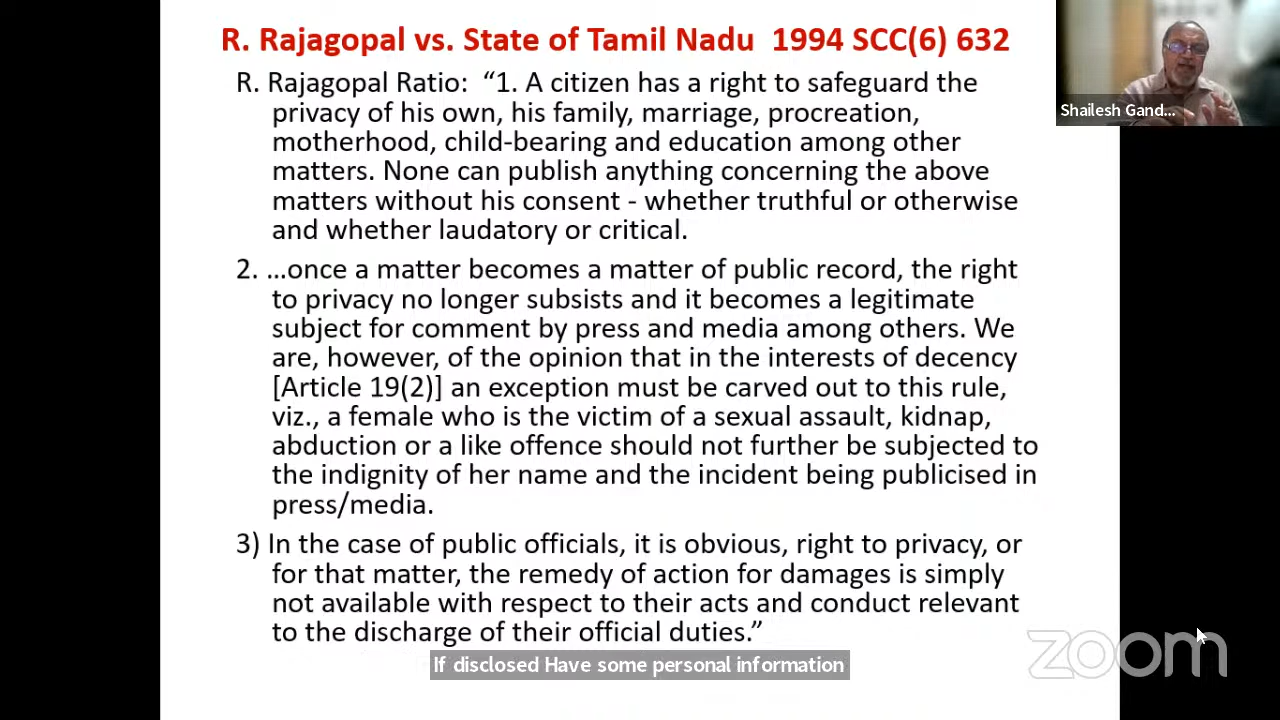 R. Rajagopal vs. State of Tamil Nadu 1994 SCC(6) 632
R. Rajagopal Ratio: “1. A citizen has a right to safeguard the
privacy of his own, his family, marriage, procreation,
motherhood, child-bearing and education among other
matters. None can publish anything concerning the above
matters without his consent - whether truthful or otherwise
and whether laudatory or critical.
2. …once a matter becomes a matter of public record, the right
to privacy no longer subsists and it becomes a legitimate
subject for comment by press and media among others. We
are, however, of the opinion that in the interests of decency
[Article 19(2)] an exception must be carved out to this rule,
viz., a female who is the victim of a sexual assault, kidnap,
abduction or a like offence should not further be subjected to
the indignity of her name and the incident being publicised in
press/media.
3) In the case of public officials, it is obvious, right to privacy, or
for that matter, the remedy of action for damages is simply
not available with respect to their acts and conduct relevant
to the discharge of their official duties.”
If disclosed Have some personal information
Shailesh Gand...
zoom